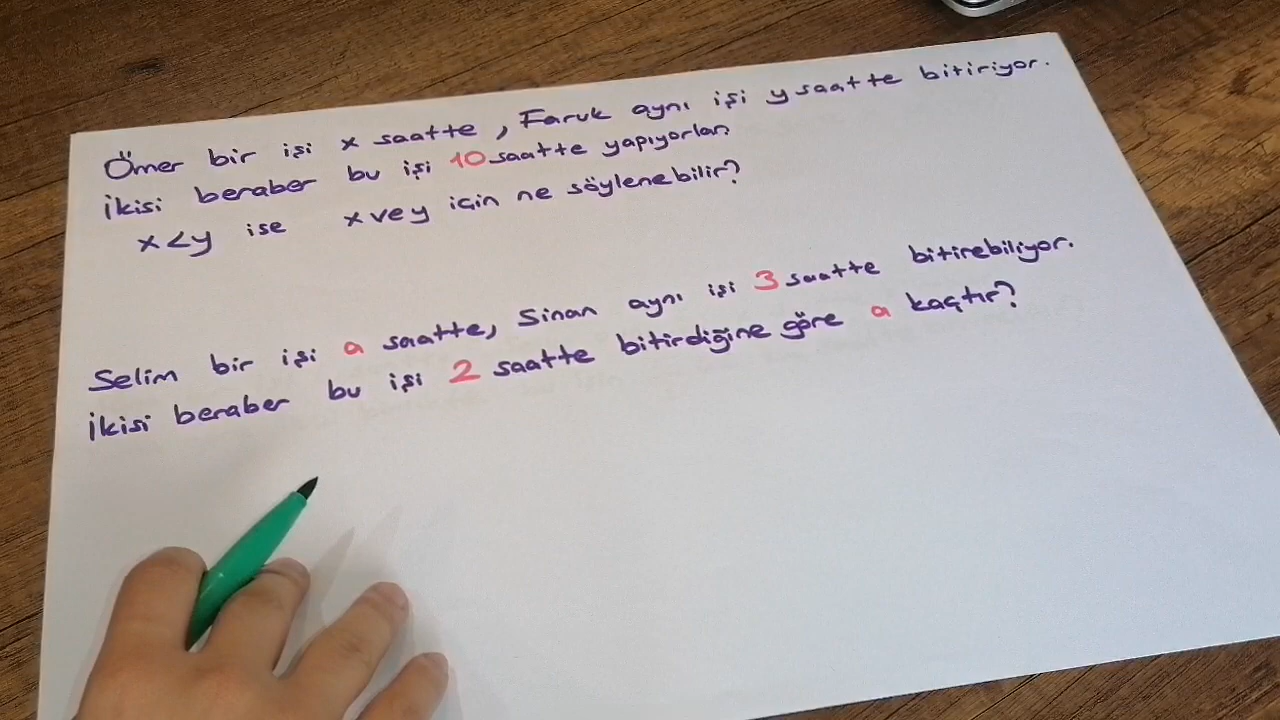 Ömer bir işi x saatte, Faruk aynı işi y saatte bitiriyor.
İkisi beraber bu işi 10 saatte yapıyorlar.
x<y ise x ve y için ne söylenebilir?
Selim bir işi a saatte, Sinan aynı işi 3 saatte bitirebiliyor.
İkisi beraber bu işi 2 saatte bitirdiğine göre a kaçtır?